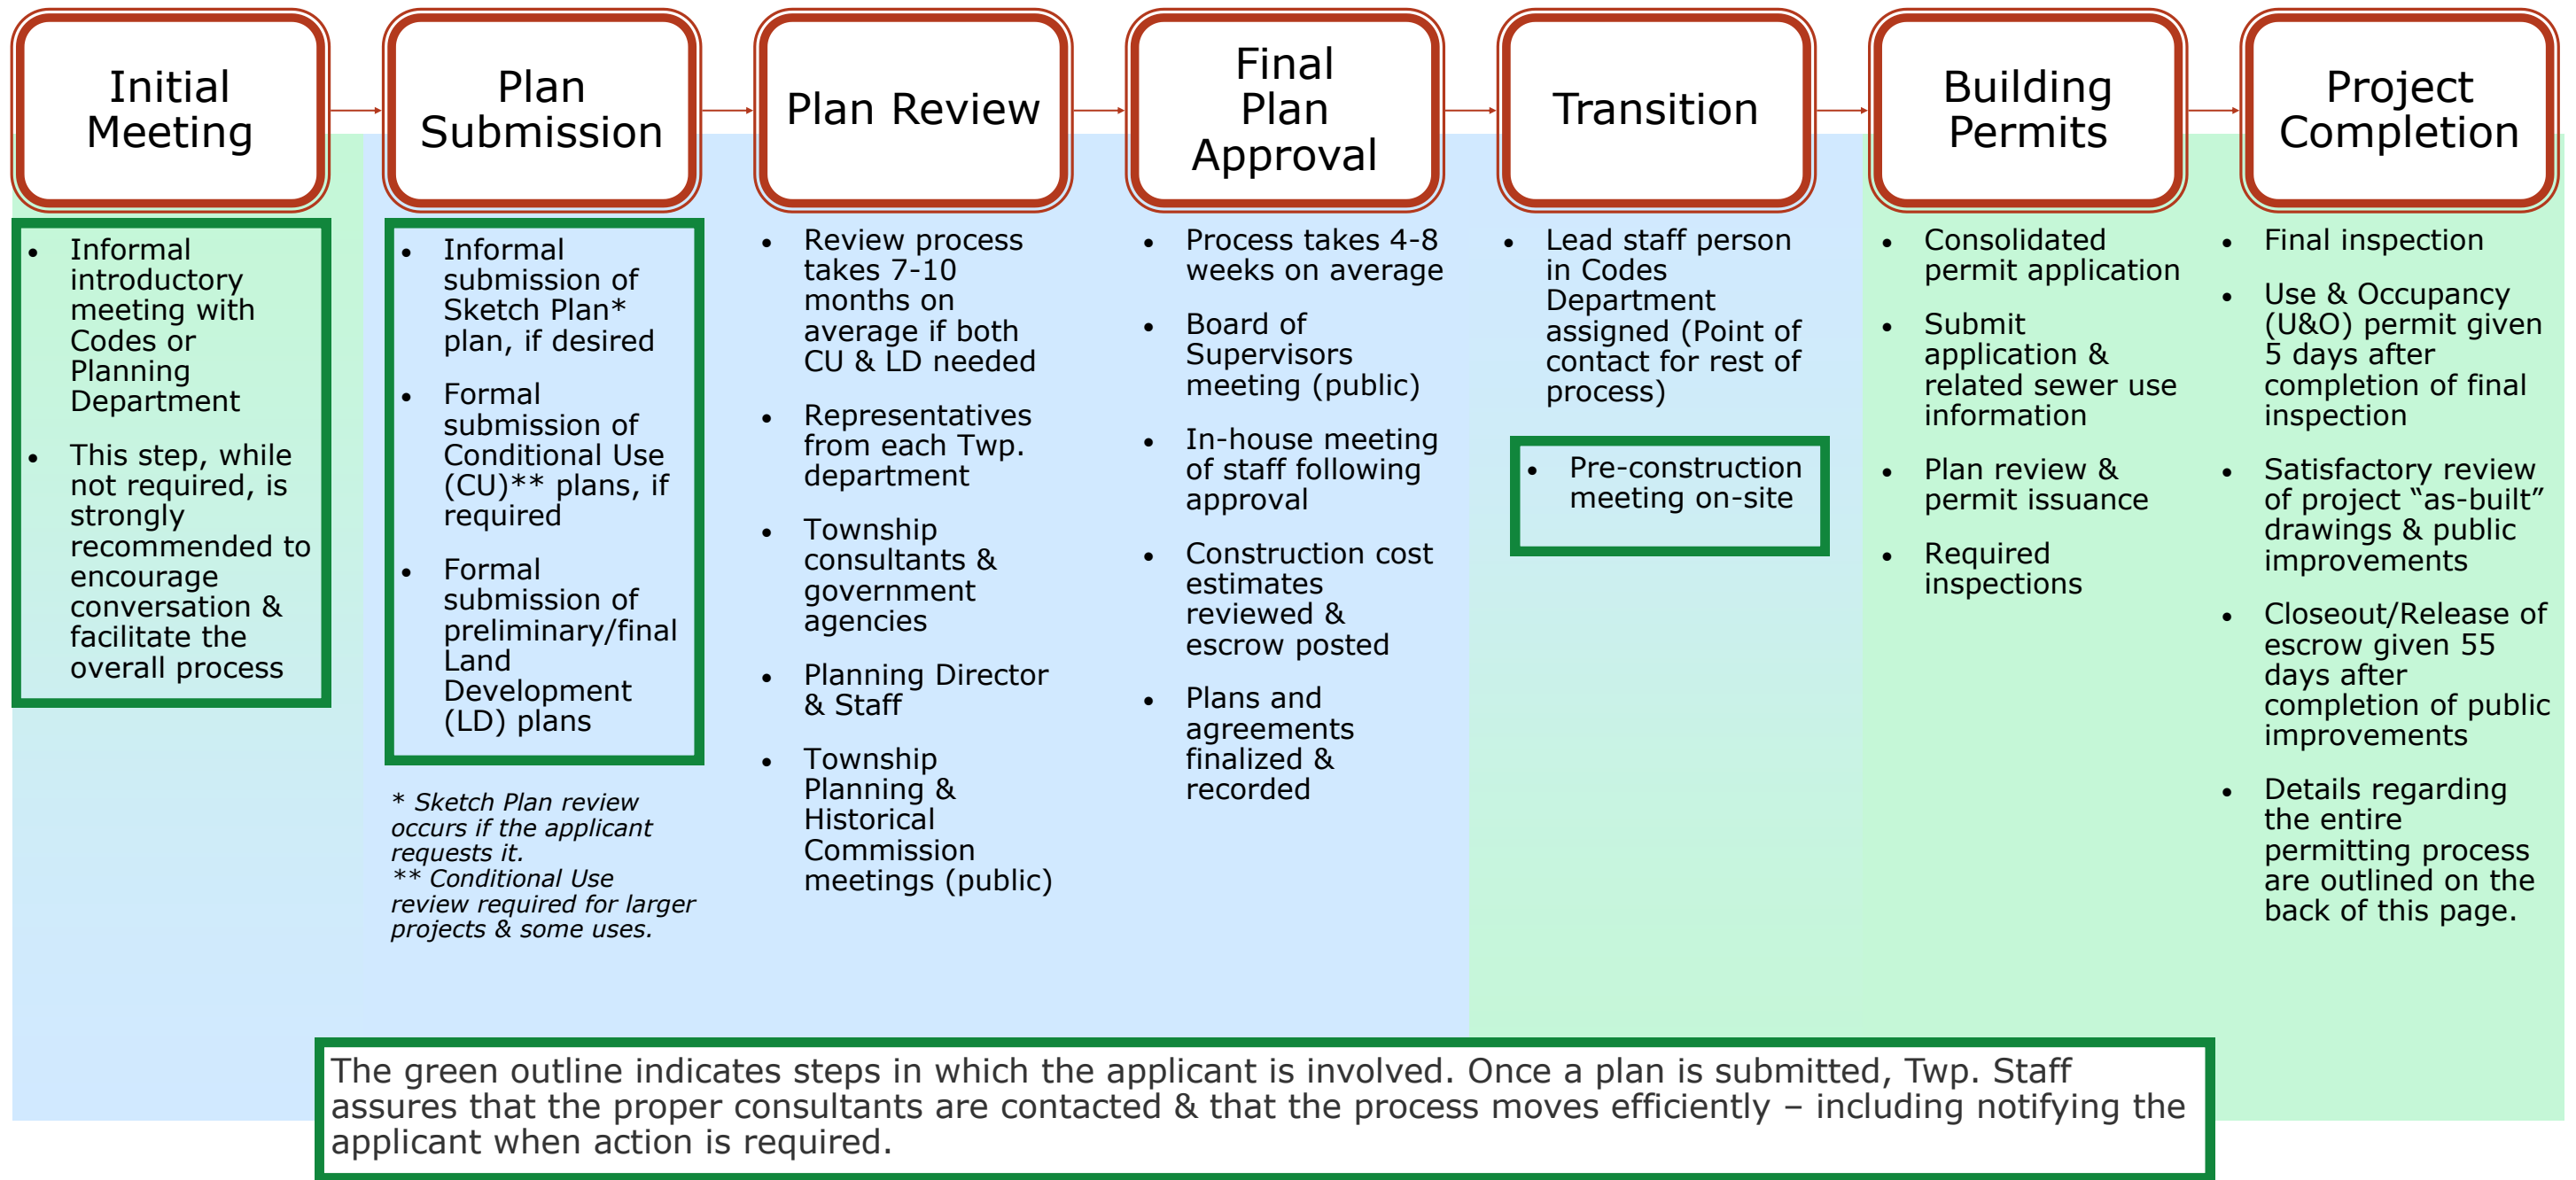 Initial
Meeting
Plan
Submission
Plan Review
Final
Plan
Approval
Transition
Building
Permits
Project
Completion
• Informal
introductory
meeting with
Codes or
Planning
Department
• This step, while
not required, is
strongly
recommended to
encourage
conversation &
facilitate the
overall process
• Informal
submission of
Sketch Plan*
plan, if desired
• Formal
submission of
Conditional Use
(CU)** plans, if
required
• Formal
submission of
preliminary/final
Land
Development
(LD) plans
* Sketch Plan review
occurs if the applicant
requests it.
** Conditional Use
review required for larger
projects & some uses.
• Review process
takes 7-10
months on
average if both
CU & LD needed
• Representatives
from each Twp.
department
• Township
consultants &
government
agencies
• Planning Director
& Staff
• Township
Planning &
Historical
Commission
meetings (public)
• Process takes 4-8
weeks on average
• Board of
Supervisors
meeting (public)
• In-house meeting
of staff following
approval
• Construction cost
estimates
reviewed &
escrow posted
• Plans and
agreements
finalized &
recorded
• Lead staff person
in Codes
Department
assigned (Point of
contact for rest of
process)
• Pre-construction
meeting on-site
• Consolidated
permit application
• Submit
application &
related sewer use
information
• Plan review &
permit issuance
• Required
inspections
• Final inspection
• Use & Occupancy
(U&O) permit given
5 days after
completion of final
inspection
• Satisfactory review
of project “as-built”
drawings & public
improvements
• Closeout/Release of
escrow given 55
days after
completion of public
improvements
• Details regarding
the entire
permitting process
are outlined on the
back of this page.
The green outline indicates steps in which the applicant is involved. Once a plan is submitted, Twp. Staff
assures that the proper consultants are contacted & that the process moves efficiently – including notifying the
applicant when action is required.